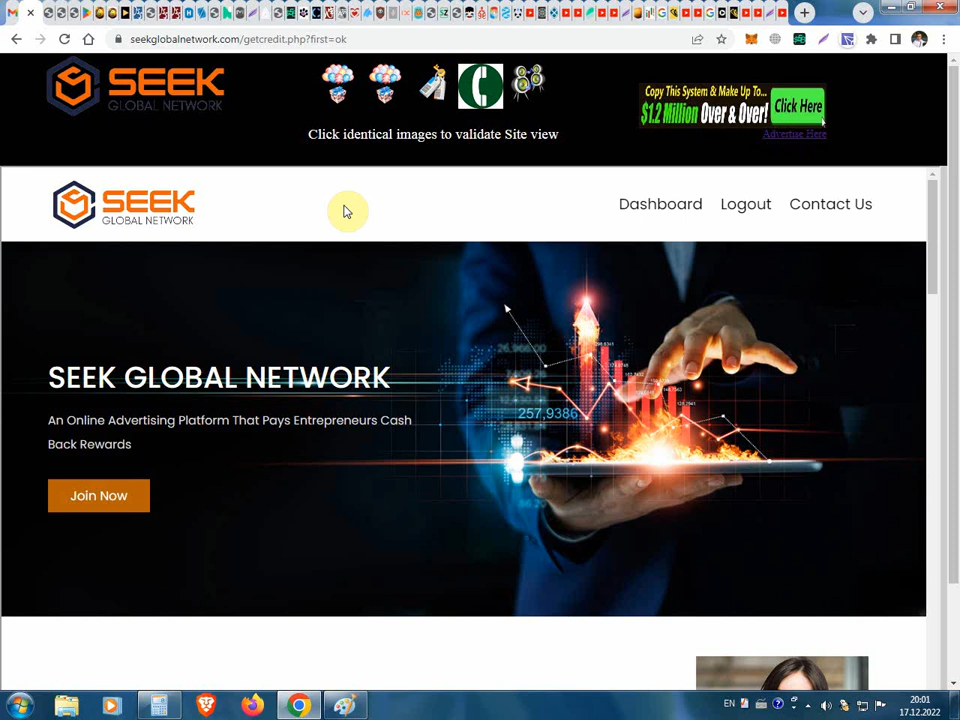 seekglobalnetwork.com/getcredit.php?first=ok
SEEK
GLOBAL NETWORK
Click identical images to validate Site view
Copy This System & Make Up To...
$1.2 Million Over & Over!
Click Here
Advertise Here
SEEK
GLOBAL NETWORK
Dashboard
Logout
Contact Us
SEEK GLOBAL NETWORK
An Online Advertising Platform That Pays Entrepreneurs Cash
Back Rewards
Join Now
257,9386
EN
20:01
17.12.2022